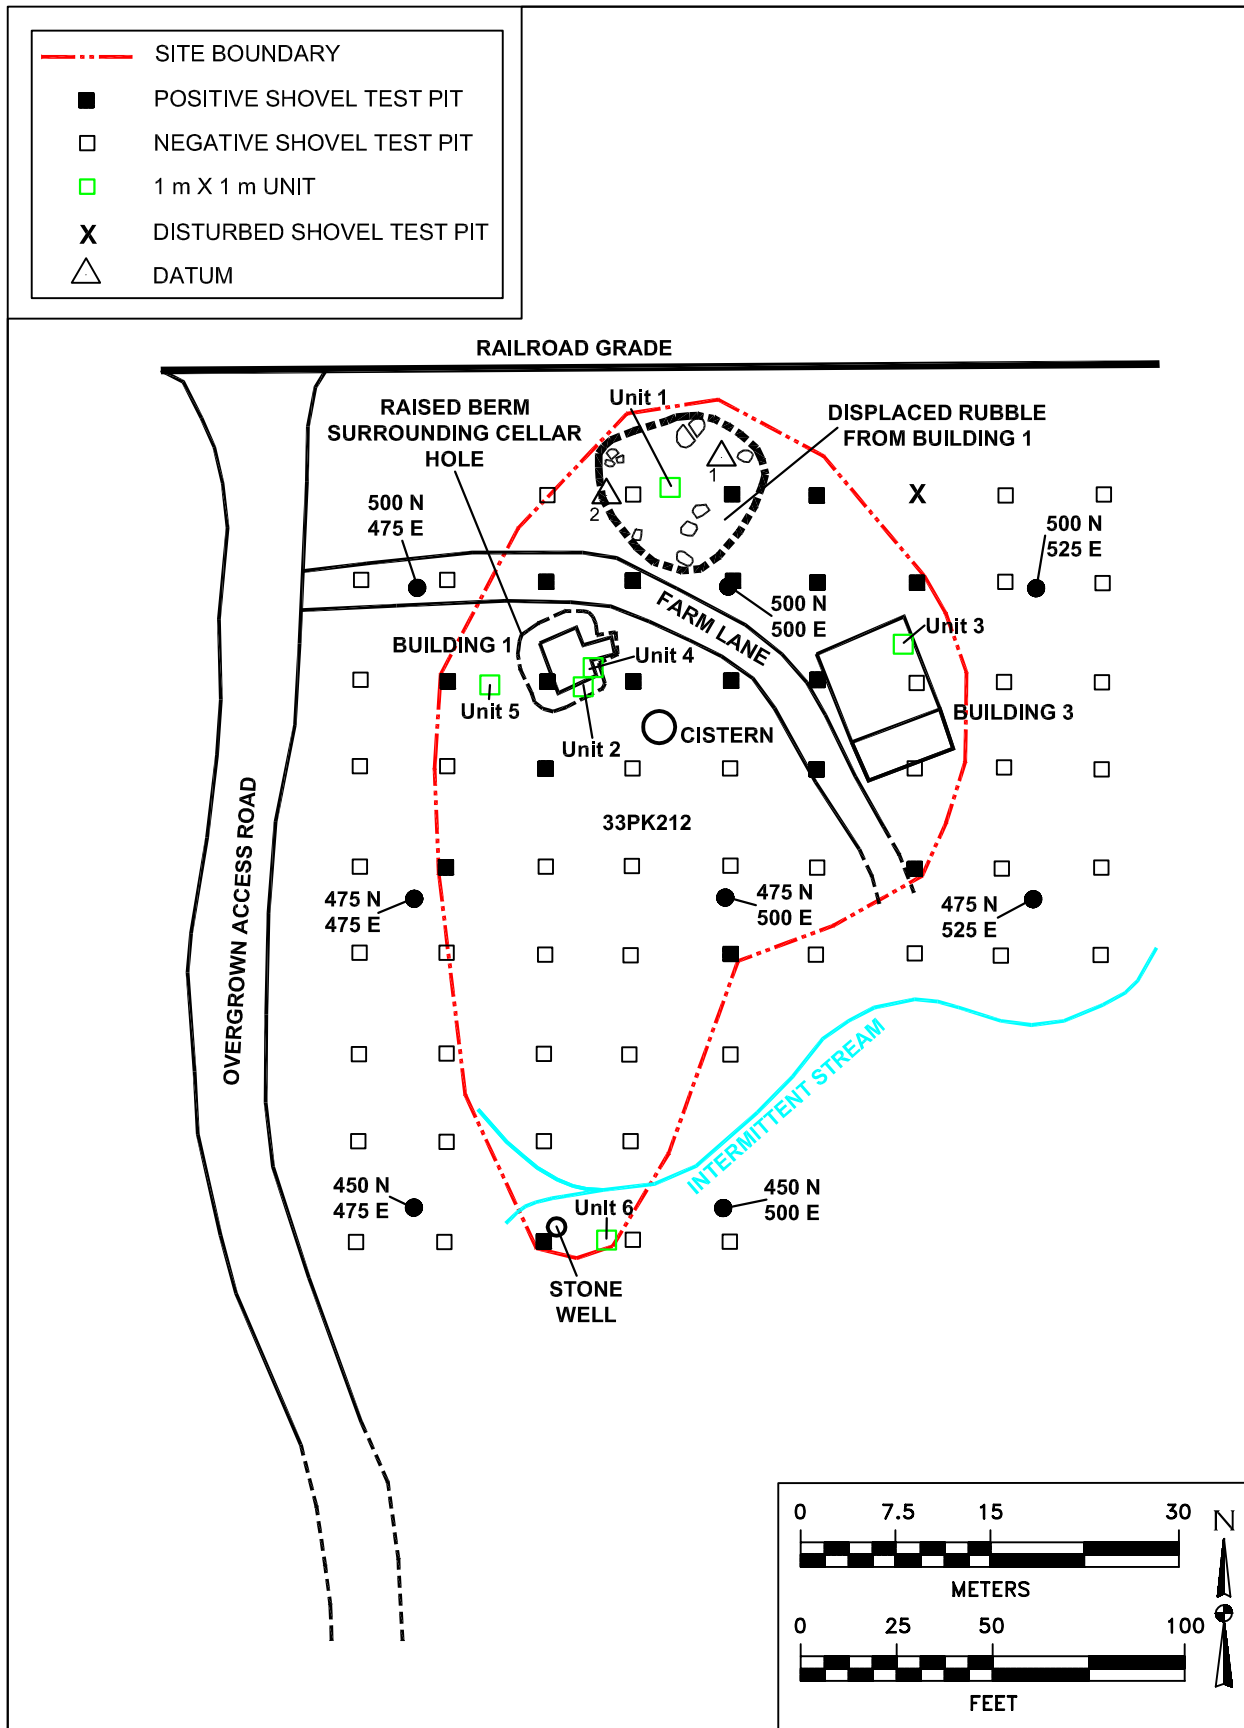 SITE BOUNDARY
POSITIVE SHOVEL TEST PIT
NEGATIVE SHOVEL TEST PIT
1 m X 1 m UNIT
X DISTURBED SHOVEL TEST PIT
DATUM
RAILROAD GRADE
RAISED BERM
SURROUNDING CELLAR
HOLE
Unit 1
DISPLACED RUBBLE
FROM BUILDING 1
1
2
X
500 N
475 E
500 N
525 E
500 N
500 E
FARM LANE
BUILDING 1
Unit 3
Unit 4
Unit 5
Unit 2
CISTERN
BUILDING 3
33PK212
OVERGROWN ACCESS ROAD
475 N
475 E
475 N
500 E
475 N
525 E
INTERMITTENT STREAM
450 N
475 E
Unit 6
450 N
500 E
STONE
WELL
0 7.5 15 30
METERS
0 25 50 100
FEET
N